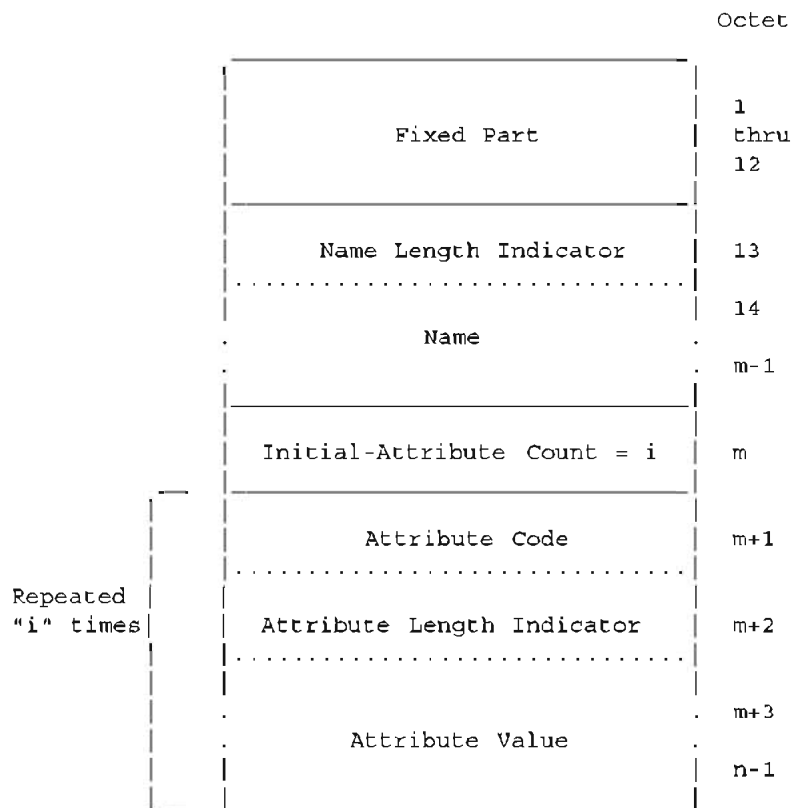 Octet
1
Fixed Part thru
12
Name Length Indicator 13
14
Name
m-1
Initial-Attribute Count = i m
Attribute Code m+1
Repeated
"i" times Attribute Length Indicator m+2
m+3
Attribute Value
n-1